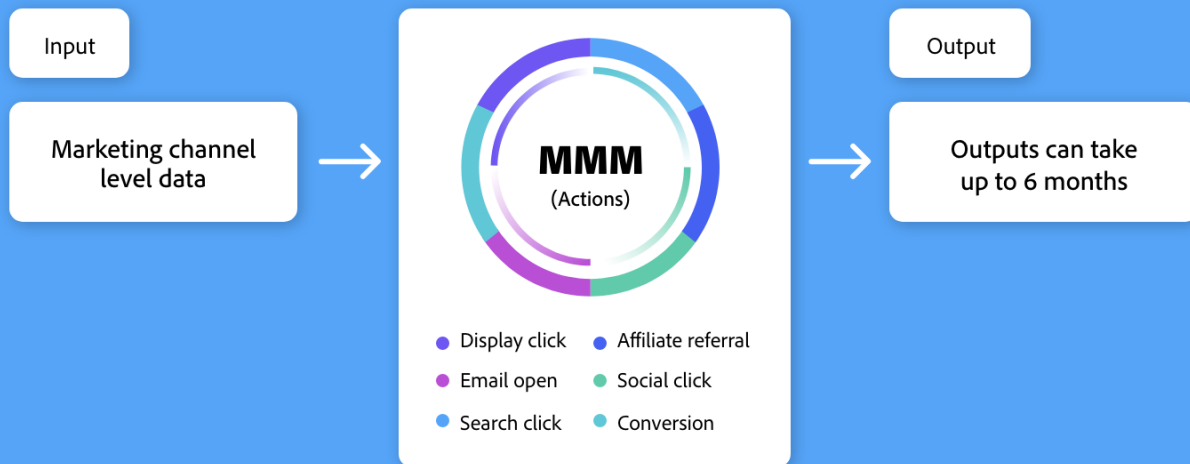 Input
Marketing channel
level data
MMM
(Actions)
Display click
Affiliate referral
Email open
Social click
Search click
Conversion
Output
Outputs can take
up to 6 months